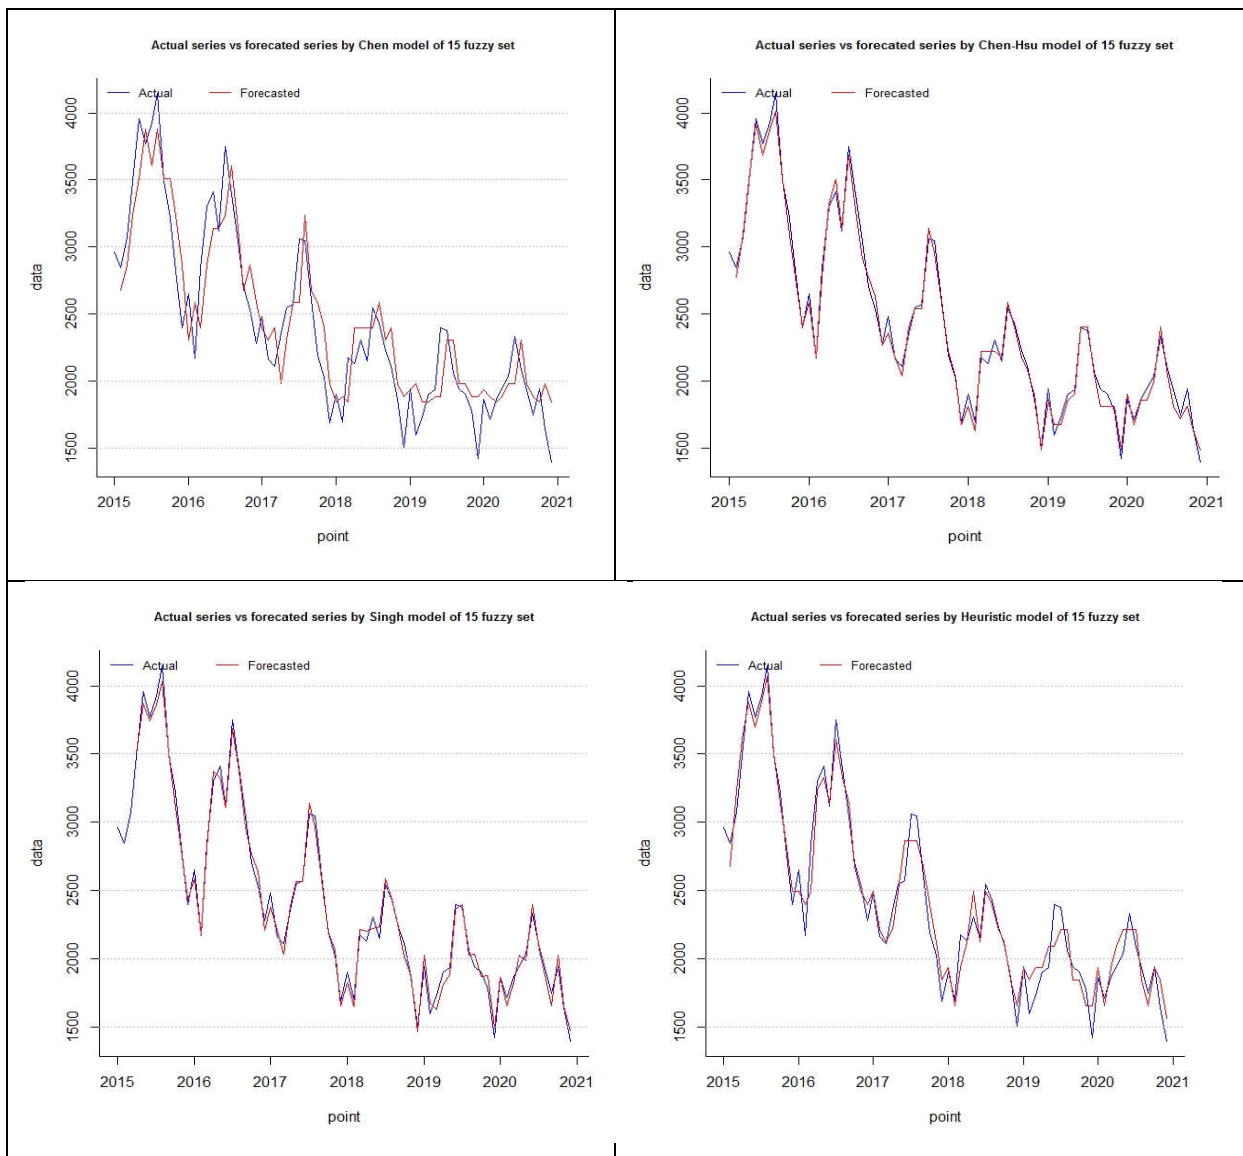 Actual series vs forecated series by Chen model of 15 fuzzy set
Actual Forecasted
4000
3500
3000
2500
2000
1500
data
2015 2016 2017 2018 2019 2020 2021
point
Actual series vs forecated series by Chen-Hsu model of 15 fuzzy set
Actual Forecasted
4000
3500
3000
2500
2000
1500
data
2015 2016 2017 2018 2019 2020 2021
point
Actual series vs forecated series by Singh model of 15 fuzzy set
Actual Forecasted
4000
3500
3000
2500
2000
1500
data
2015 2016 2017 2018 2019 2020 2021
point
Actual series vs forecated series by Heuristic model of 15 fuzzy set
Actual Forecasted
4000
3500
3000
2500
2000
1500
data
2015 2016 2017 2018 2019 2020 2021
point